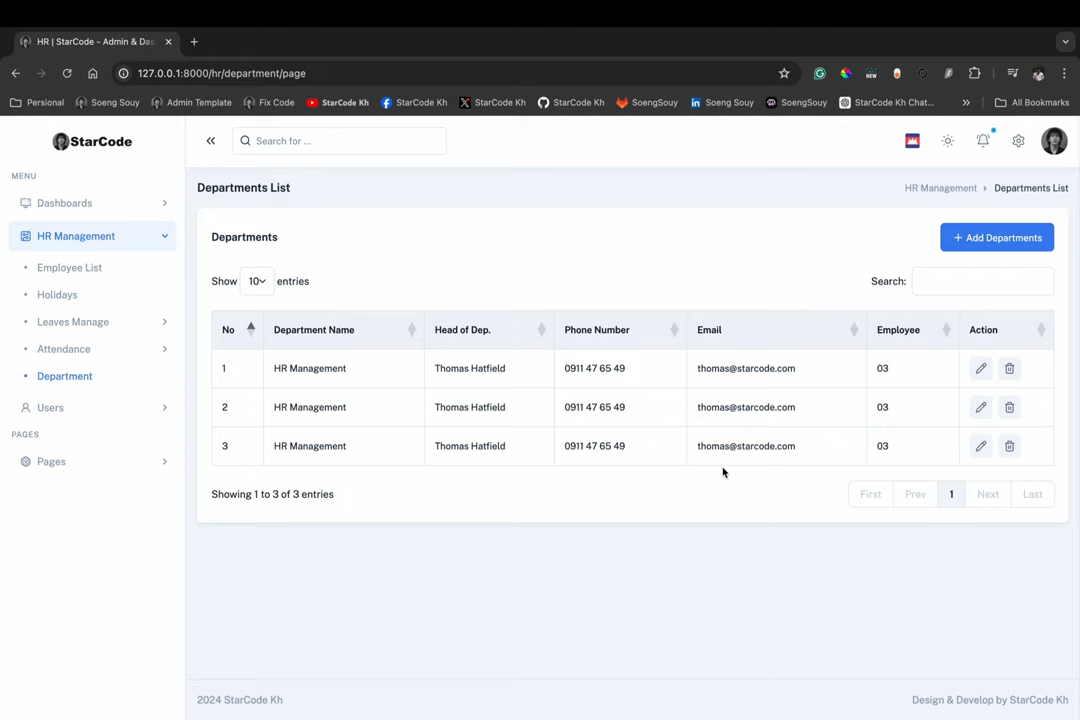 HR | StarCode - Admin & Das
127.0.0.1:8000/hr/department/page
Personal Soeng Souy Admin Template Fix Code StarCode Kh StarCode Kh StarCode Kh StarCode Kh SoengSouy Soeng Souy SoengSouy StarCode Kh Chat... All Bookmarks
StarCode
Search for ...
MENU
Dashboards
HR Management
Employee List
Holidays
Leaves Manage
Attendance
Department
Users
PAGES
Pages
Departments List
HR Management > Departments List
Departments
+ Add Departments
Show 10 entries
Search:
No Department Name Head of Dep. Phone Number Email Employee Action
1 HR Management Thomas Hatfield 0911 47 65 49 thomas@starcode.com 03
2 HR Management Thomas Hatfield 0911 47 65 49 thomas@starcode.com 03
3 HR Management Thomas Hatfield 0911 47 65 49 thomas@starcode.com 03
Showing 1 to 3 of 3 entries
First Prev 1 Next Last
2024 StarCode Kh
Design & Develop by StarCode Kh